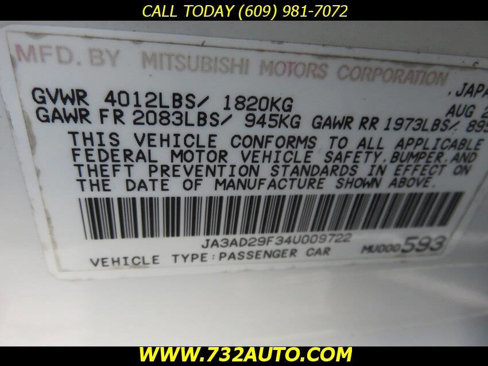 CALL TODAY (609) 981-7072
MFD. BY MITSUBISHI MOTORS CORPORATION
GVWR 4012LBS/ 1820KG
AUG
GAWR FR 2083LBS/ 945KG GAWR RR 1973LBS/
THIS VEHICLE CONFORMS TO ALL APPLICABLE
FEDERAL MOTOR VEHICLE SAFETY, BUMPER, AND
THEFT PREVENTION STANDARDS IN EFFECT ON
THE DATE OF MANUFACTURE SHOWN ABOVE.
JA3AD29F34U009722
VEHICLE TYPE:PASSENGER CAR
MU000593
WWW.732AUTO.COM